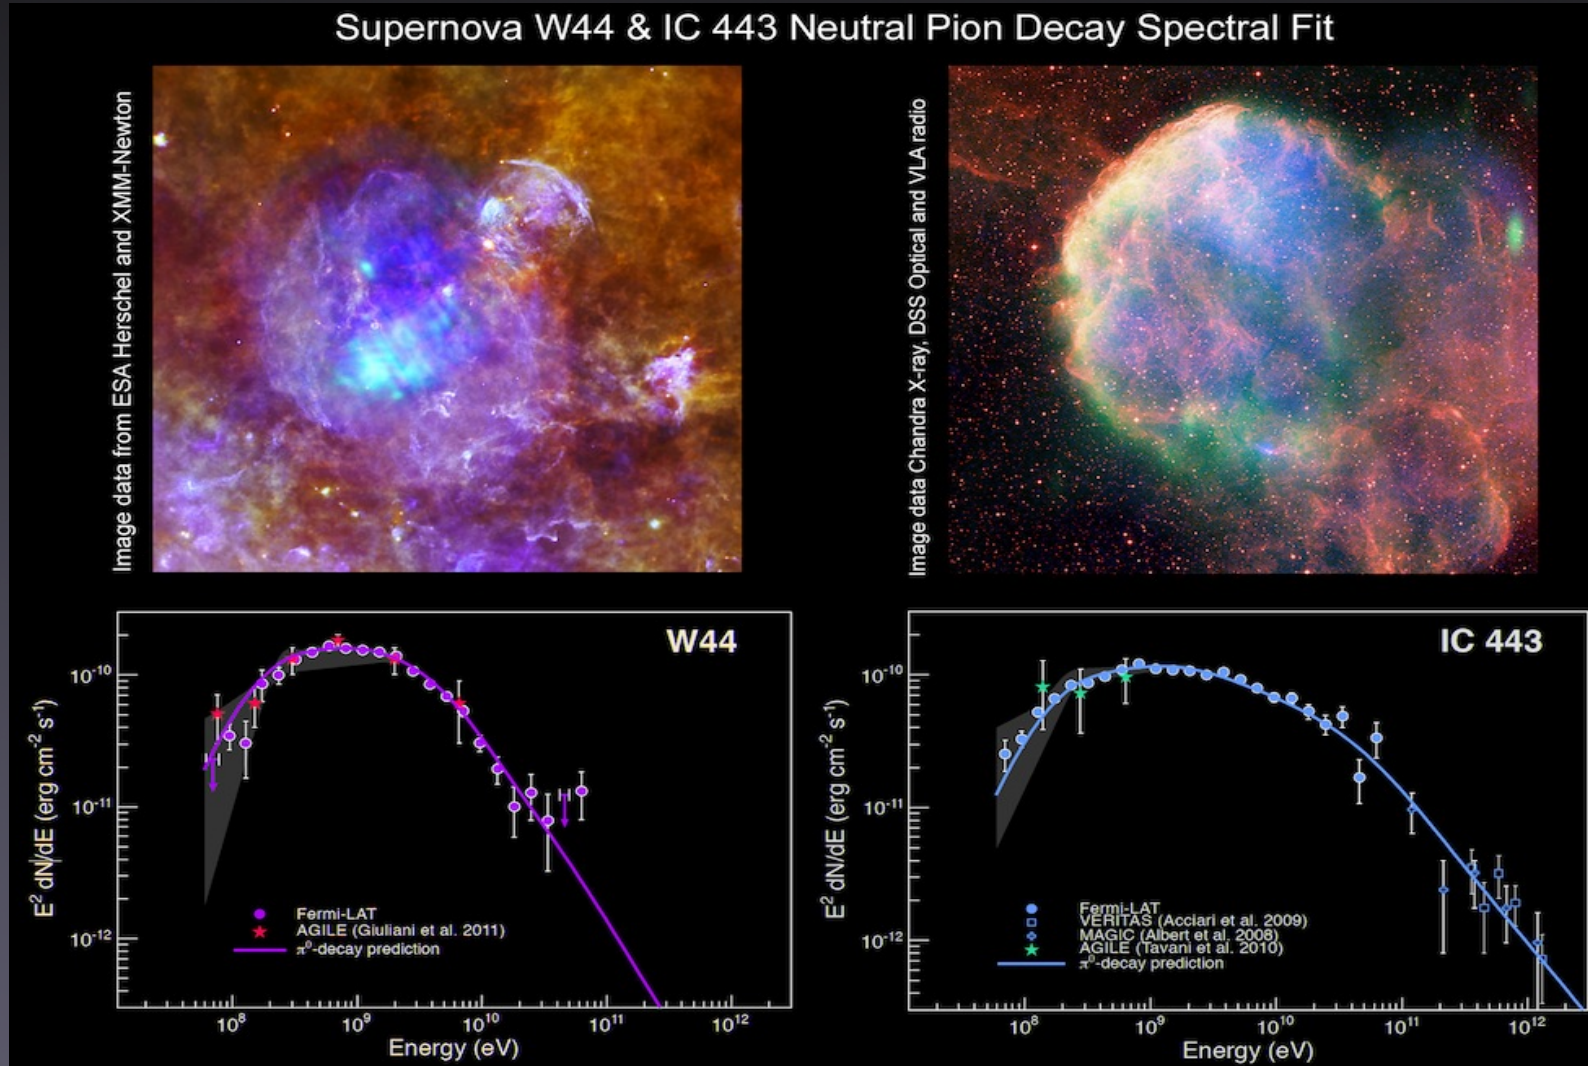 Supernova W44 & IC 443 Neutral Pion Decay Spectral Fit
Image data from ESA Herschel and XMM-Newton
Image data Chandra X-ray, DSS Optical and VLA radio
W44
E² dN/dE (erg cm⁻² s⁻¹)
10⁻¹⁰
10⁻¹¹
10⁻¹²
Fermi-LAT
AGILE (Giuliani et al. 2011)
π⁰-decay prediction
10⁸ 10⁹ 10¹⁰ 10¹¹ 10¹²
Energy (eV)
IC 443
E² dN/dE (erg cm⁻² s⁻¹)
10⁻¹⁰
10⁻¹¹
10⁻¹²
Fermi-LAT
VERITAS (Acciari et al. 2009)
MAGIC (Albert et al. 2008)
AGILE (Tavani et al. 2010)
π⁰-decay prediction
10⁸ 10⁹ 10¹⁰ 10¹¹ 10¹²
Energy (eV)